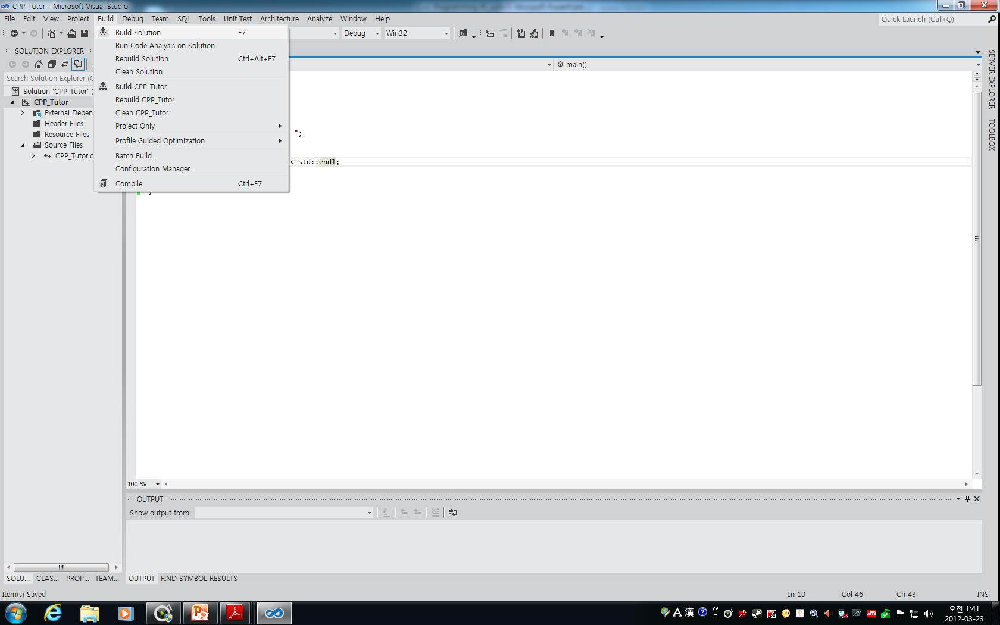 CPP_Tutor - Microsoft Visual Studio
File Edit View Project Build Debug Team SQL Tools Unit Test Architecture Analyze Window Help
Quick Launch (Ctrl+Q)
Debug
Win32
SOLUTION EXPLORER
Search Solution Explorer (C
Solution 'CPP_Tutor' (
CPP_Tutor
External Depen
Header Files
Resource Files
Source Files
CPP_Tutor.c
Build Solution F7
Run Code Analysis on Solution
Rebuild Solution Ctrl+Alt+F7
Clean Solution
Build CPP_Tutor
Rebuild CPP_Tutor
Clean CPP_Tutor
Project Only
Profile Guided Optimization
Batch Build...
Configuration Manager...
Compile Ctrl+F7
main()
";
< std::endl;
SERVER EXPLORER
TOOLBOX
100 %
OUTPUT
Show output from:
SOLU... CLAS... PROP... TEAM...
OUTPUT FIND SYMBOL RESULTS
Item(s) Saved
Ln 10 Col 46 Ch 43 INS
A 漢
오전 1:41
2012-03-23